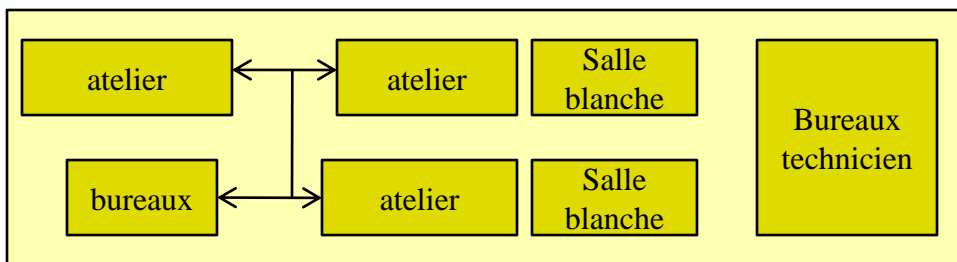 atelier
atelier
Salle
blanche
Bureaux
technicien
bureaux
atelier
Salle
blanche